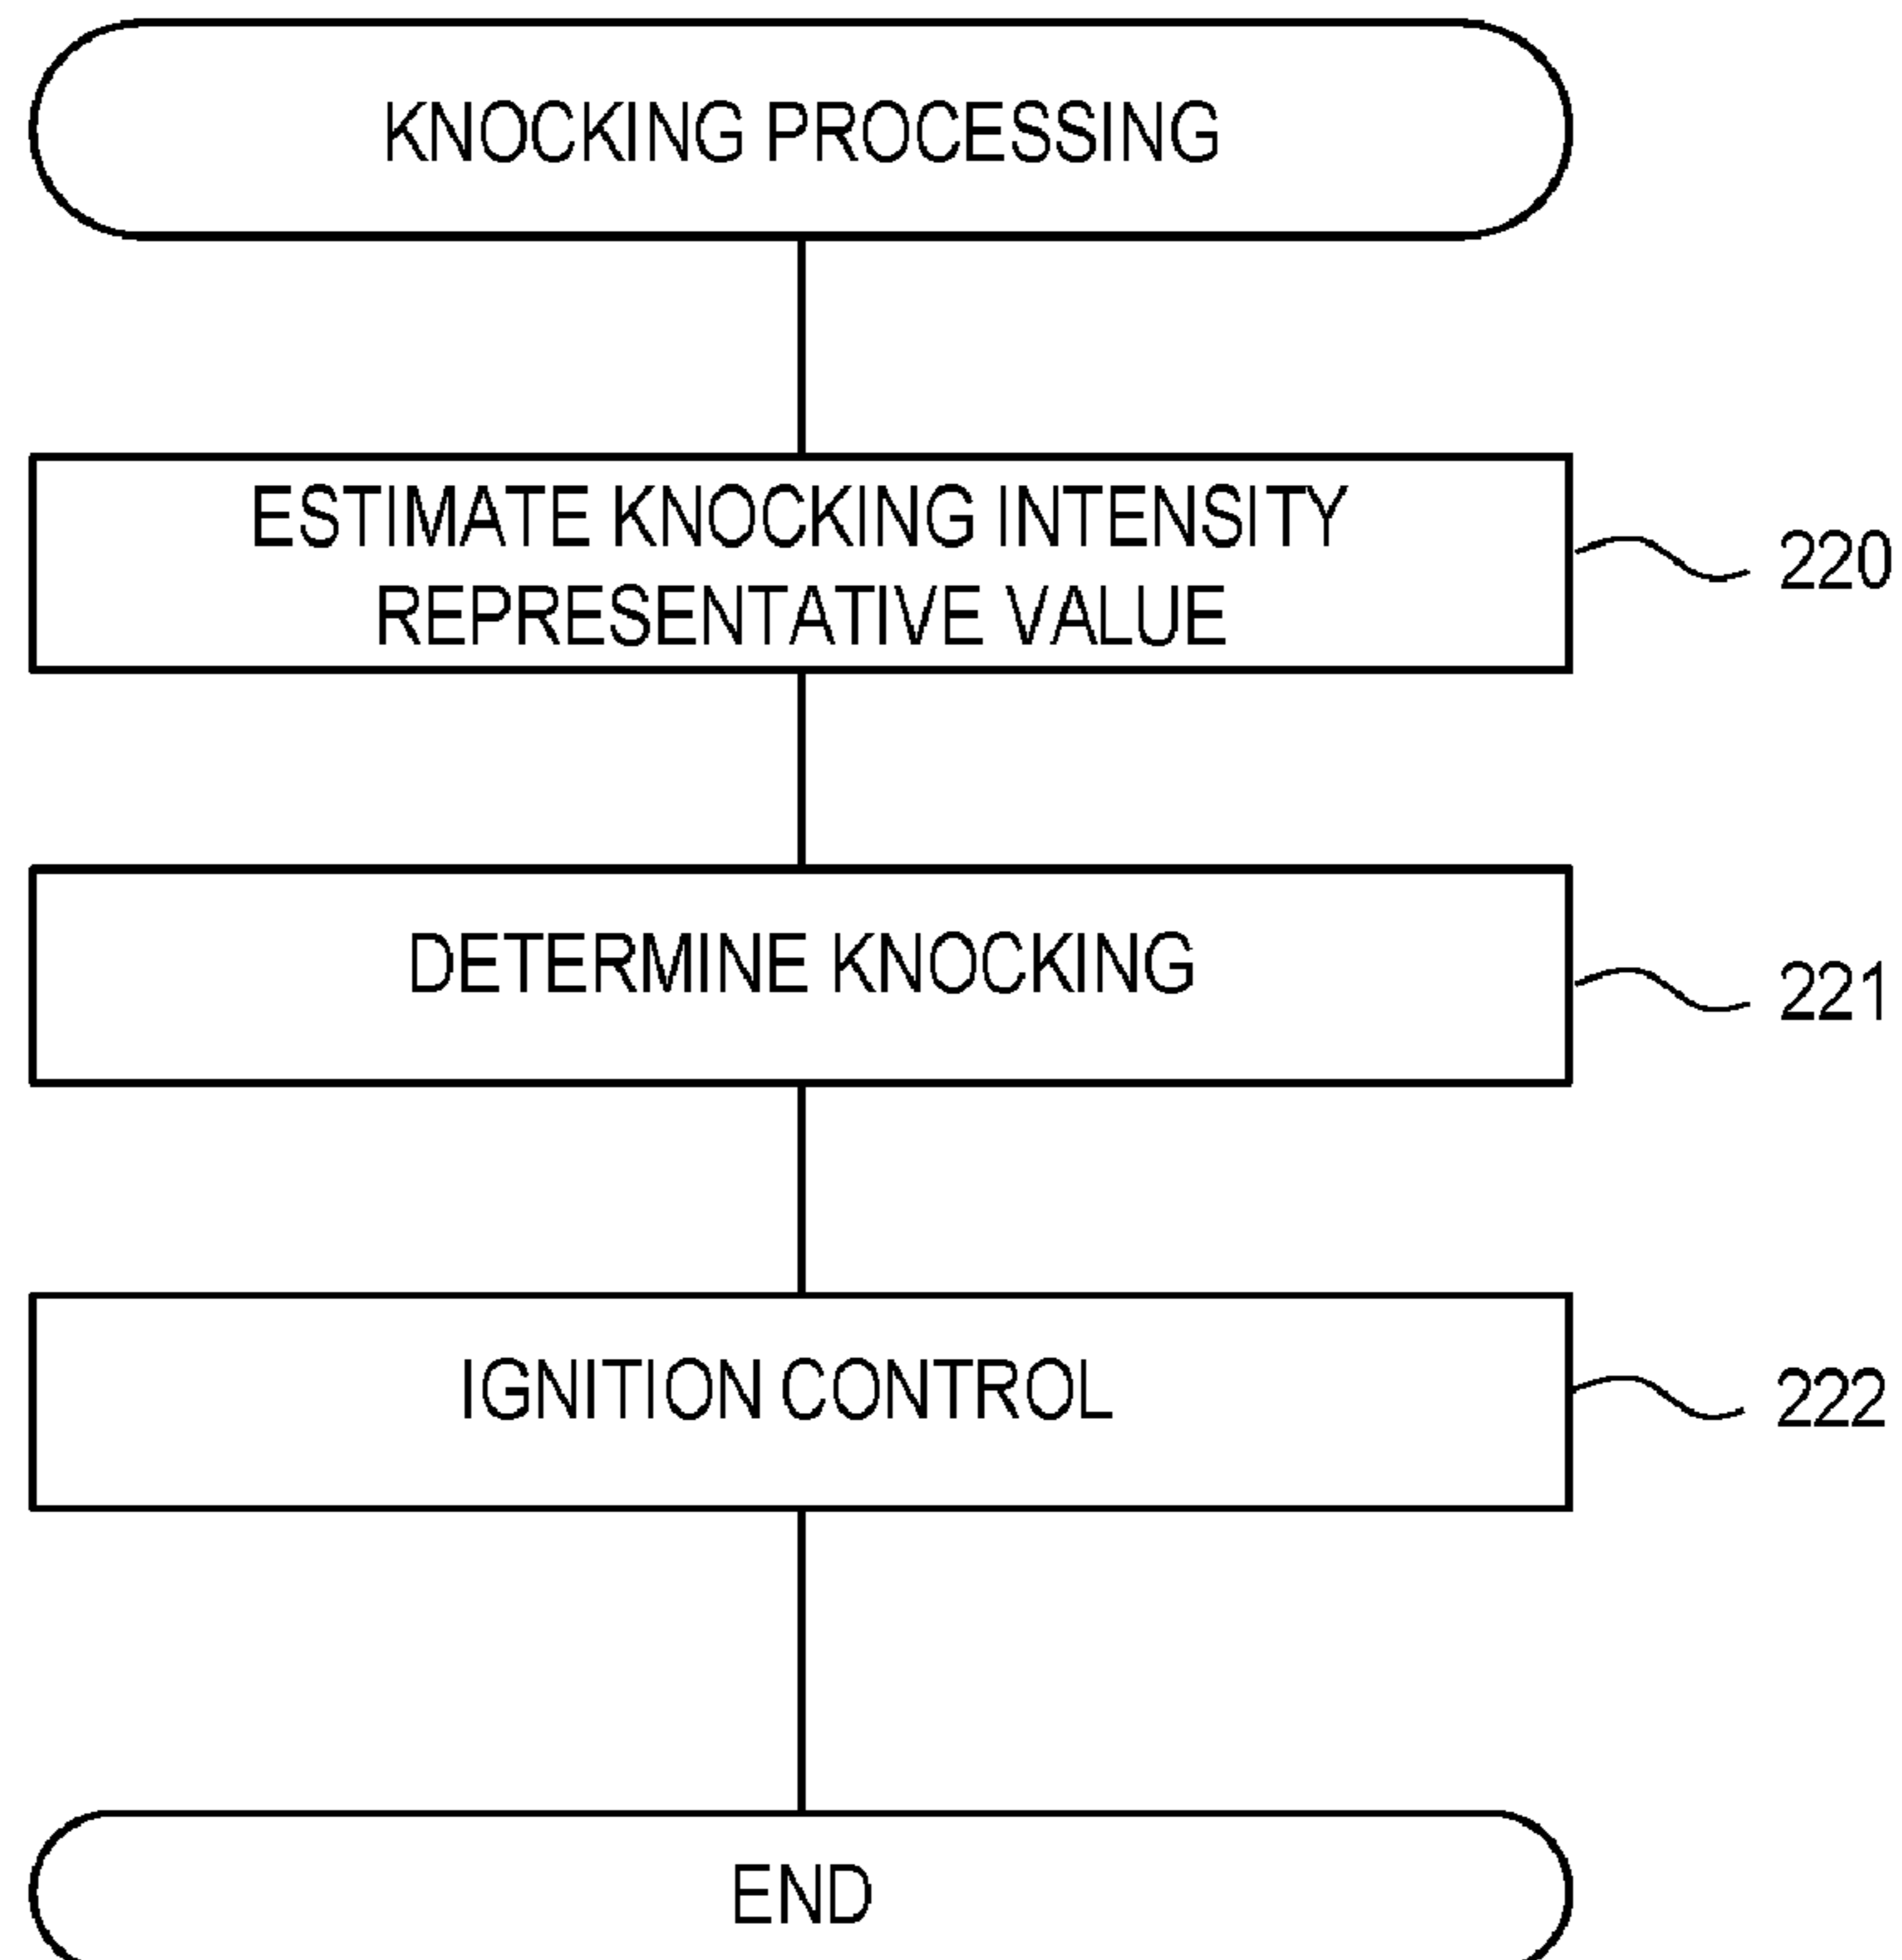 KNOCKING PROCESSING
ESTIMATE KNOCKING INTENSITY
REPRESENTATIVE VALUE
220
DETERMINE KNOCKING
221
IGNITION CONTROL
222
END